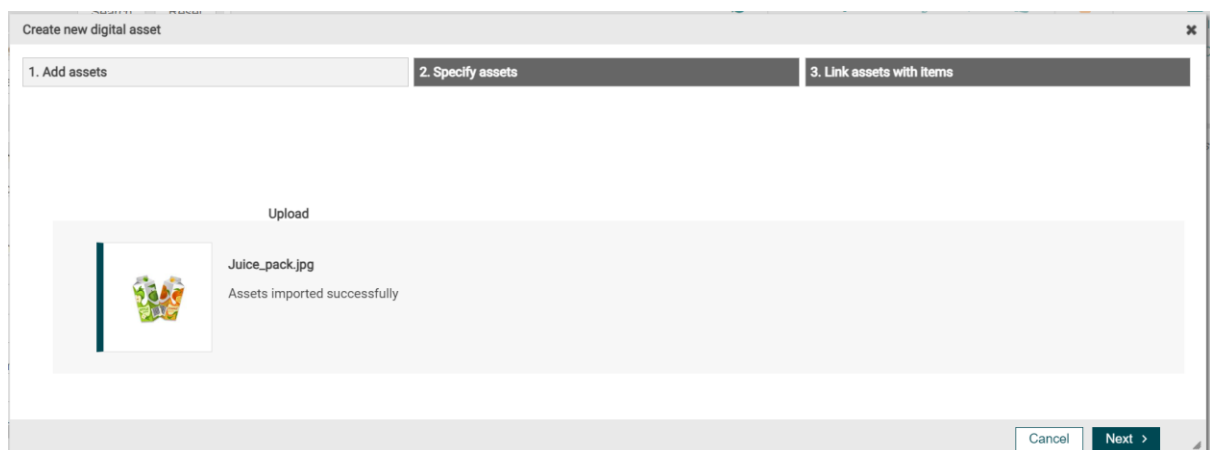 Create new digital asset
1. Add assets
2. Specify assets
3. Link assets with items
Upload
Juice_pack.jpg
Assets imported successfully
Cancel
Next >